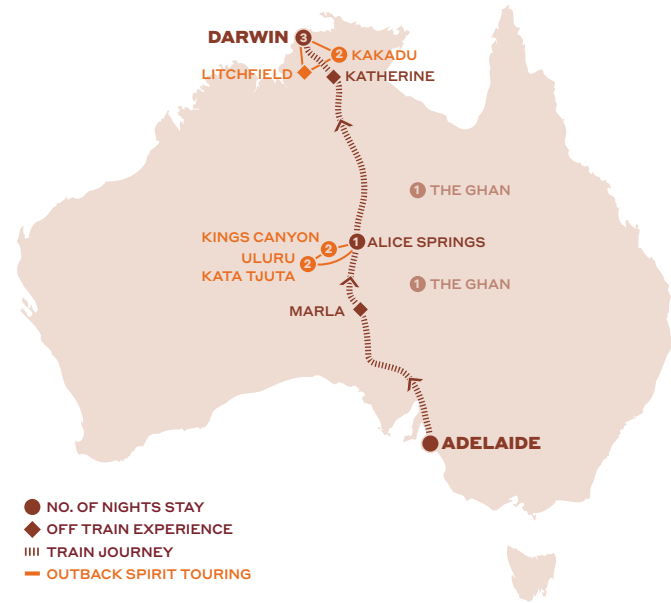 DARWIN 3
2 KAKADU
LITCHFIELD
KATHERINE
1 THE GHAN
KINGS CANYON 2
1 ALICE SPRINGS
ULURU
KATA TJUTA 2
1 THE GHAN
MARLA
ADELAIDE
NO. OF NIGHTS STAY
OFF TRAIN EXPERIENCE
TRAIN JOURNEY
OUTBACK SPIRIT TOURING